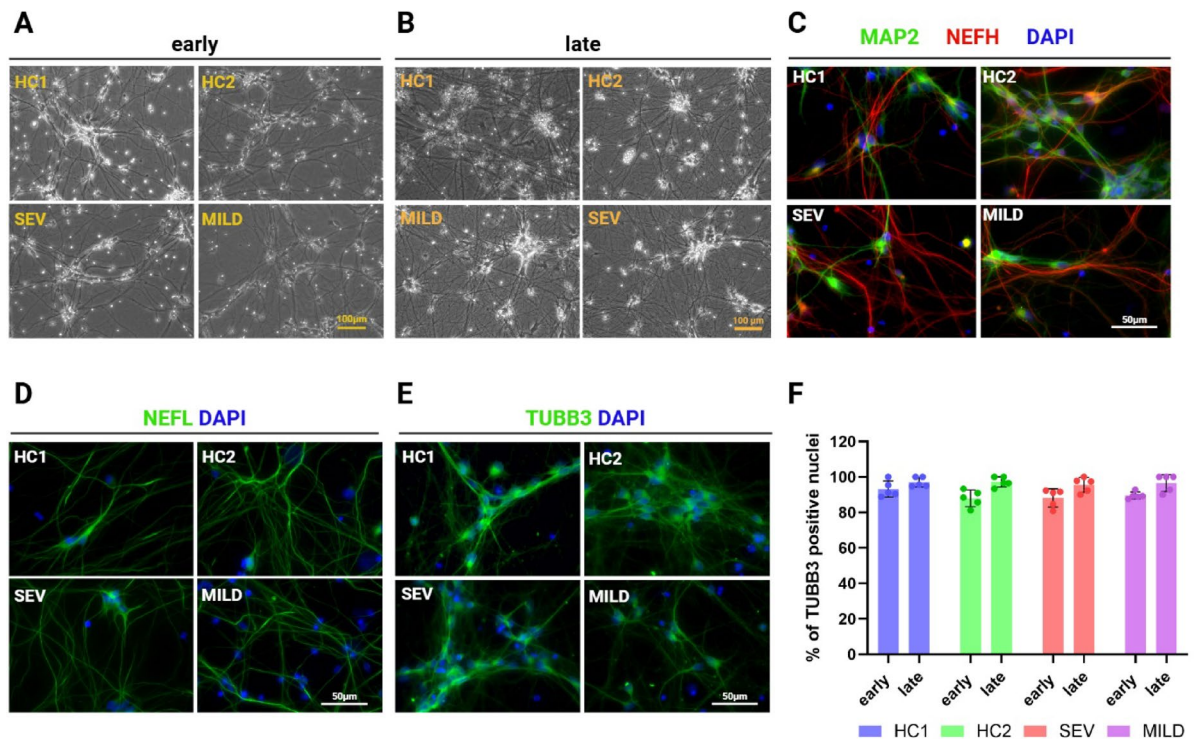 A
early
HC1
HC2
SEV
MILD
100µm
B
late
HC1
HC2
MILD
SEV
100 µm
C
MAP2 NEFH DAPI
HC1
HC2
SEV
MILD
50µm
D
NEFL DAPI
HC1
HC2
SEV
MILD
50µm
E
TUBB3 DAPI
HC1
HC2
SEV
MILD
50µm
F
% of TUBB3 positive nuclei
120
100
80
60
40
20
0
early late early late early late early late
HC1 HC2 SEV MILD